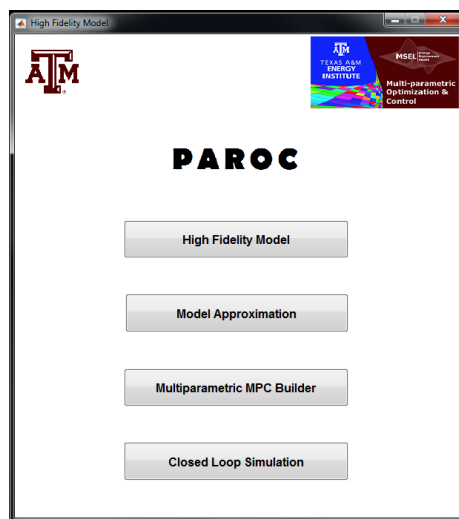 High Fidelity Model
ĀM
TEXAS A&M
ENERGY
INSTITUTE
MSEL
Multi-parametric
Optimization &
Control
PAROC
High Fidelity Model
Model Approximation
Multiparametric MPC Builder
Closed Loop Simulation